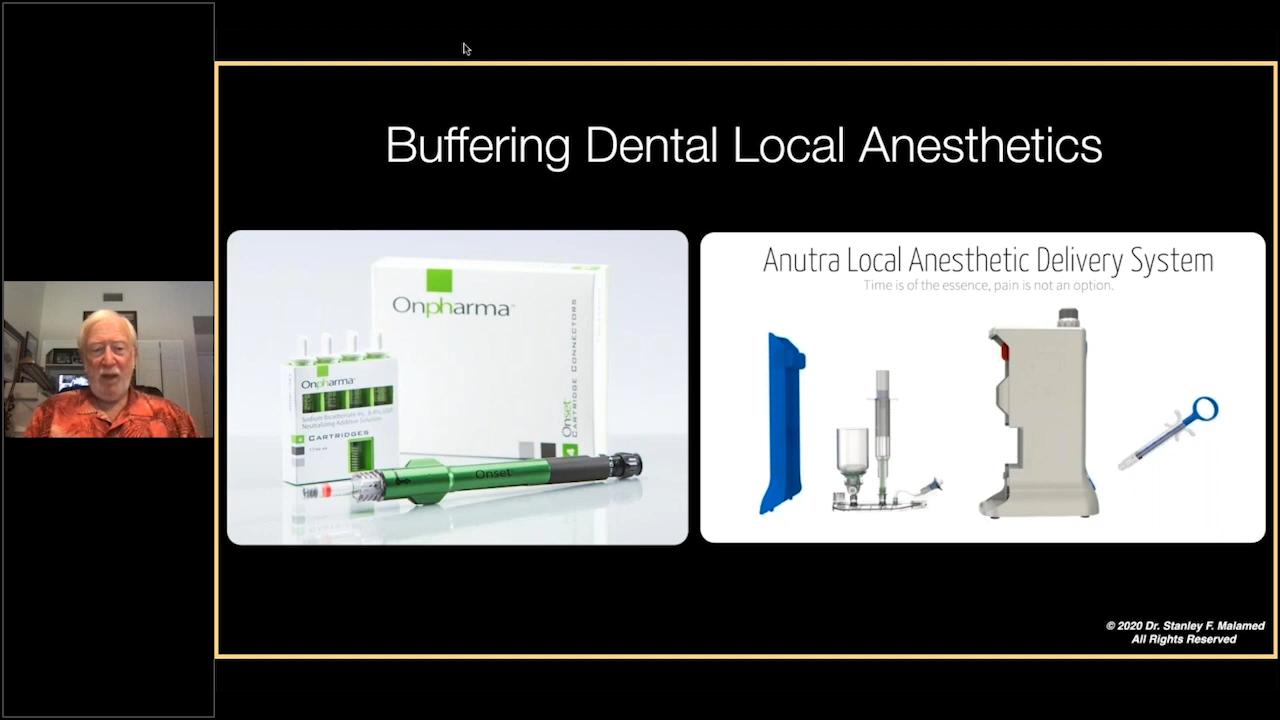 Buffering Dental Local Anesthetics
Onpharma™
Onset
CARTRIDGE CONNECTORS
Onpharma™
Sodium Bicarbonate Inj. 8.4% USP
Neutralizing Additive Solution
CARTRIDGES
Onset
Anutra Local Anesthetic Delivery System
Time is of the essence, pain is not an option.
© 2020 Dr. Stanley F. Malamed
All Rights Reserved